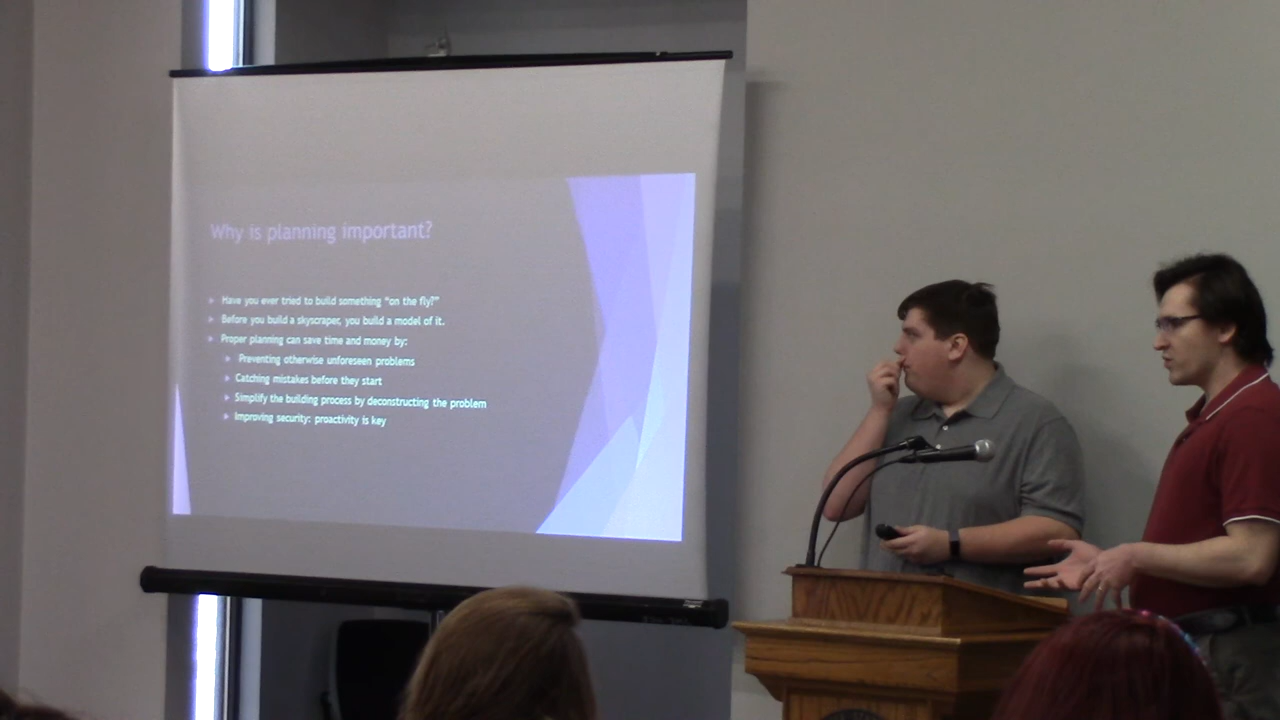 Why is planning important?
Have you ever tried to build something “on the fly?”
Before you build a skyscraper, you build a model of it.
Proper planning can save time and money by:
Preventing otherwise unforeseen problems
Catching mistakes before they start
Simplify the building process by deconstructing the problem
Improving security: proactivity is key